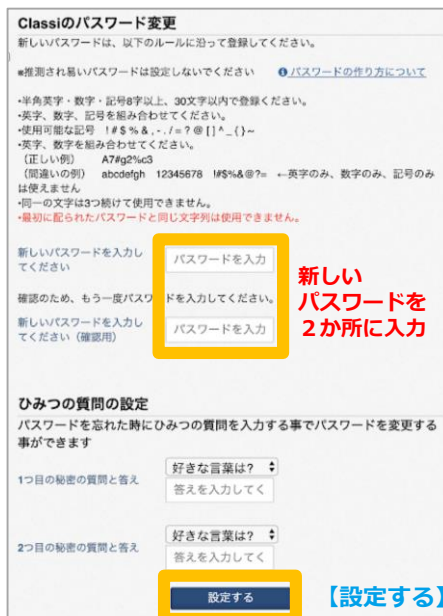 Classiのパスワード変更
新しいパスワードは、以下のルールに沿って登録してください。
■推測され易いパスワードは設定しないでください ❶パスワードの作り方について
・半角英字・数字・記号8字以上、30文字以内で登録ください。
・英字、数字、記号を組み合わせてください。
・使用可能な記号 ! # $ % & , - . / = ? @ [ ] ^ _ { } ~
・英字、数字を組み合わせてください。
（正しい例） A7#g2%c3
（間違いの例） abcdefgh 12345678 !#$%&@?= ←英字のみ、数字のみ、記号のみ
は使えません
・同一の文字は3つ続けて使用できません。
・最初に配られたパスワードと同じ文字列は使用できません。
新しいパスワードを入力し
てください
パスワードを入力
新しい
パスワードを
２か所に入力
確認のため、もう一度パスワードを入力してください。
新しいパスワードを入力し
てください（確認用）
パスワードを入力
ひみつの質問の設定
パスワードを忘れた時にひみつの質問を入力する事でパスワードを変更する
事ができます
1つ目の秘密の質問と答え
好きな言葉は?
答えを入力してく
2つ目の秘密の質問と答え
好きな言葉は?
答えを入力してく
設定する
【設定する】